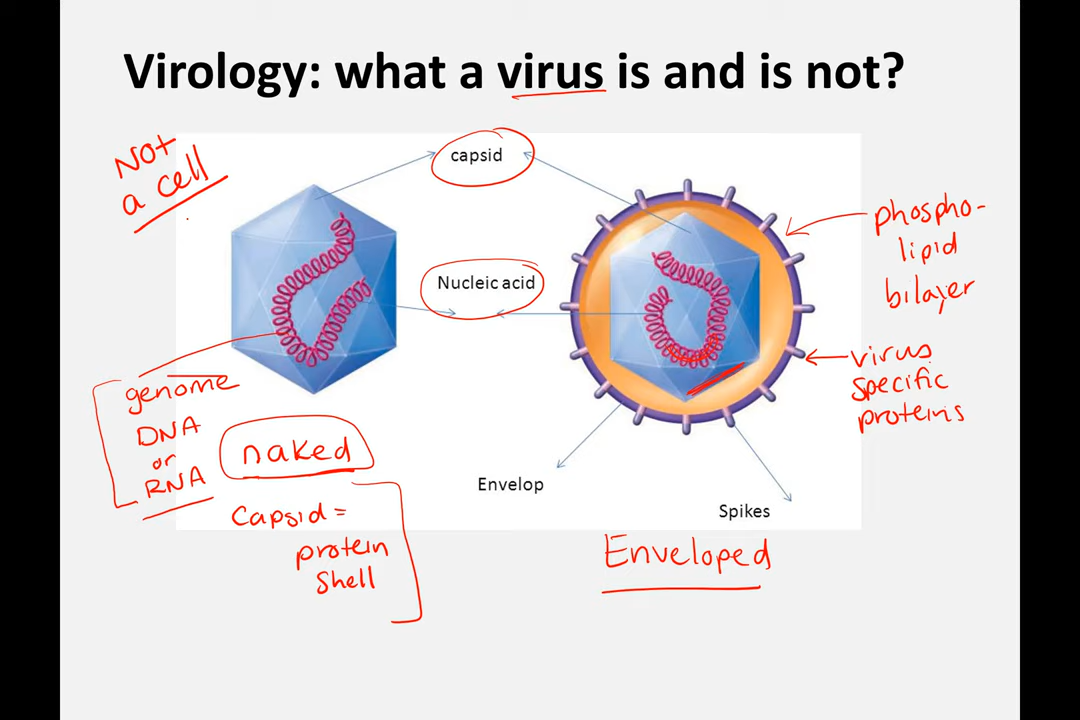 Virology: what a virus is and is not?
Not
a cell
capsid
Nucleic acid
phospho-
lipid
bilayer
virus
specific
proteins
genome
DNA
or
RNA
naked
Capsid =
protein
shell
Envelop
Spikes
Enveloped